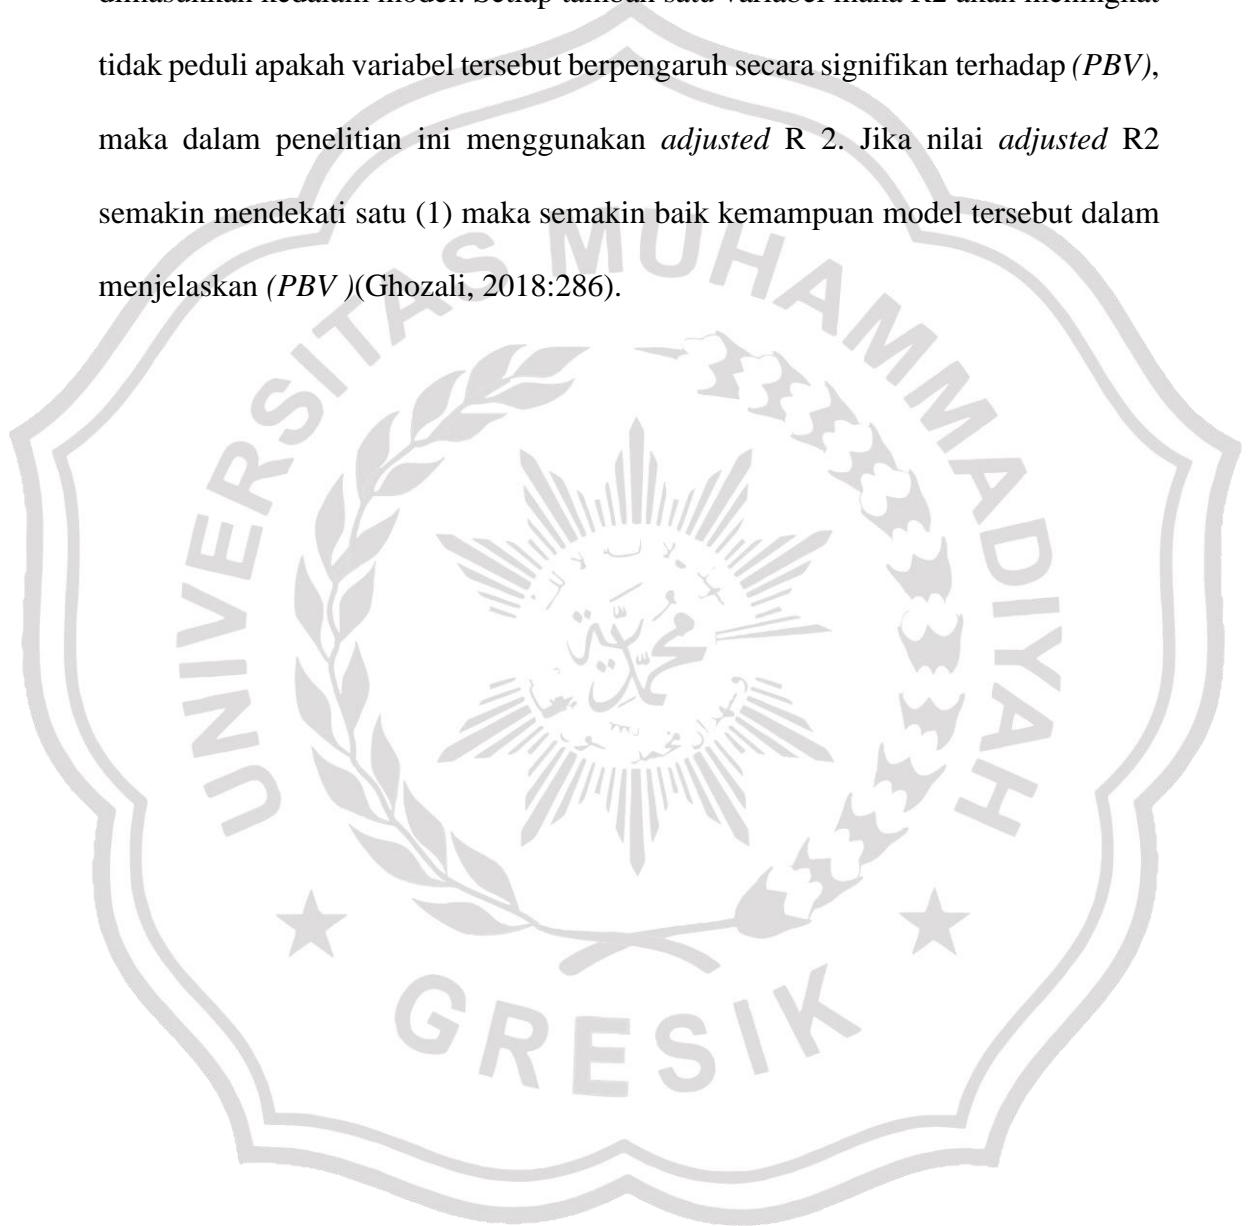 dimasukkan kedalam model. Setiap tambah satu variabel maka R2 akan meningkat
tidak peduli apakah variabel tersebut berpengaruh secara signifikan terhadap (PBV),
maka dalam penelitian ini menggunakan adjusted R 2. Jika nilai adjusted R2
semakin mendekati satu (1) maka semakin baik kemampuan model tersebut dalam
menjelaskan (PBV )(Ghozali, 2018:286).
UNIVERSITAS MUHAMMADIYAH
محمدية
GRESIK